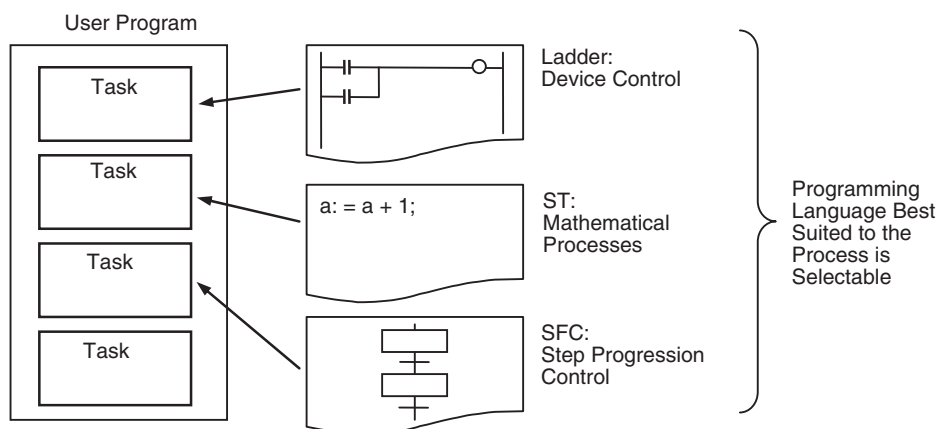 User Program
Task
Task
Task
Task
Ladder:
Device Control
a: = a + 1;
ST:
Mathematical
Processes
SFC:
Step Progression
Control
Programming
Language Best
Suited to the
Process is
Selectable